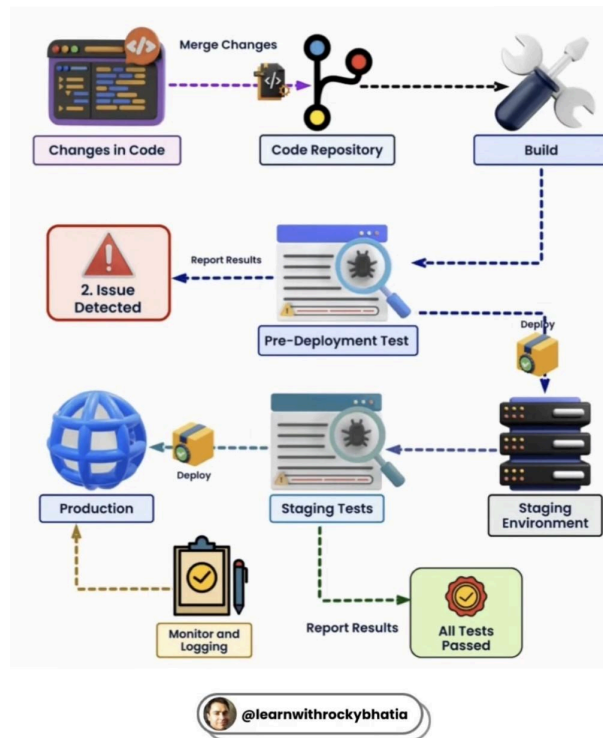 Merge Changes
Changes in Code
Code Repository
Build
Report Results
2. Issue
Detected
Pre-Deployment Test
Deploy
Deploy
Production
Staging Tests
Staging
Environment
Monitor and
Logging
Report Results
All Tests
Passed
@learnwithrockybhatia